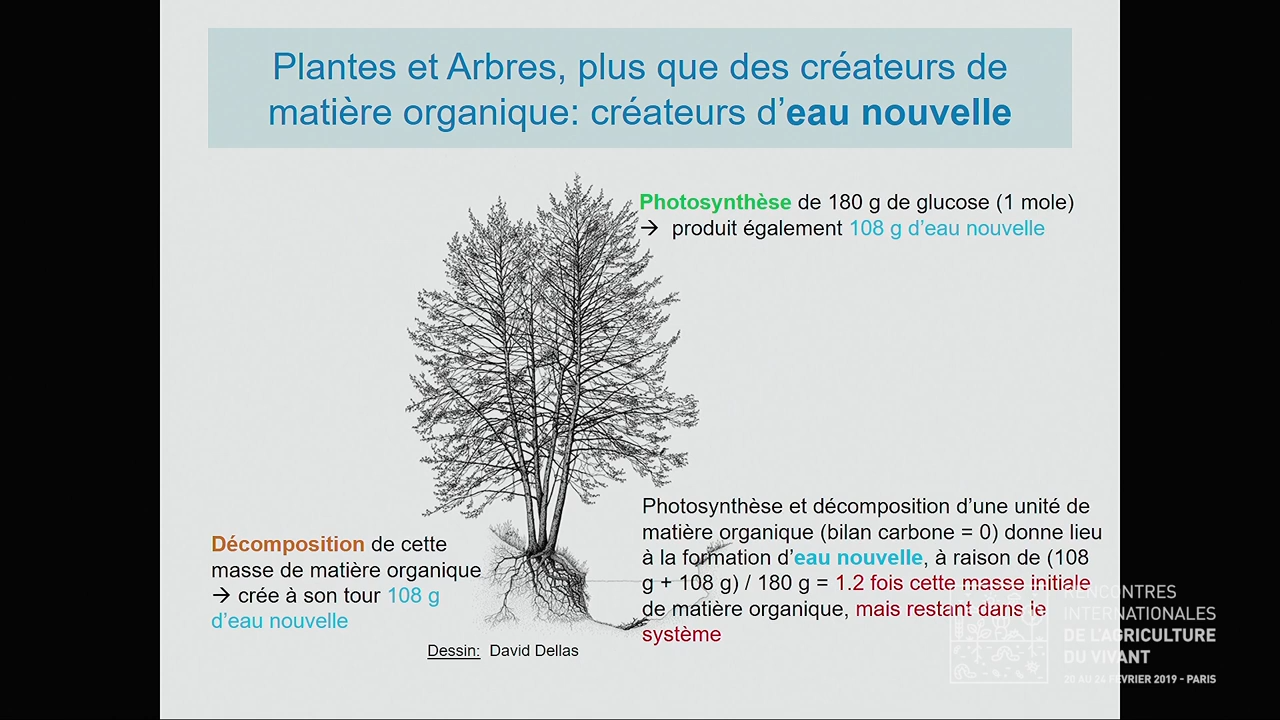 Plantes et Arbres, plus que des créateurs de
matière organique: créateurs d’eau nouvelle
Photosynthèse de 180 g de glucose (1 mole)
→ produit également 108 g d’eau nouvelle
Décomposition de cette
masse de matière organique
→ crée à son tour 108 g
d’eau nouvelle
Photosynthèse et décomposition d’une unité de
matière organique (bilan carbone = 0) donne lieu
à la formation d’eau nouvelle, à raison de (108
g + 108 g) / 180 g = 1.2 fois cette masse initiale
de matière organique, mais restant dans le
système
Dessin: David Dellas
RENCONTRES
INTERNATIONALES
DE L'AGRICULTURE
DU VIVANT
20 AU 24 FÉVRIER 2019 - PARIS